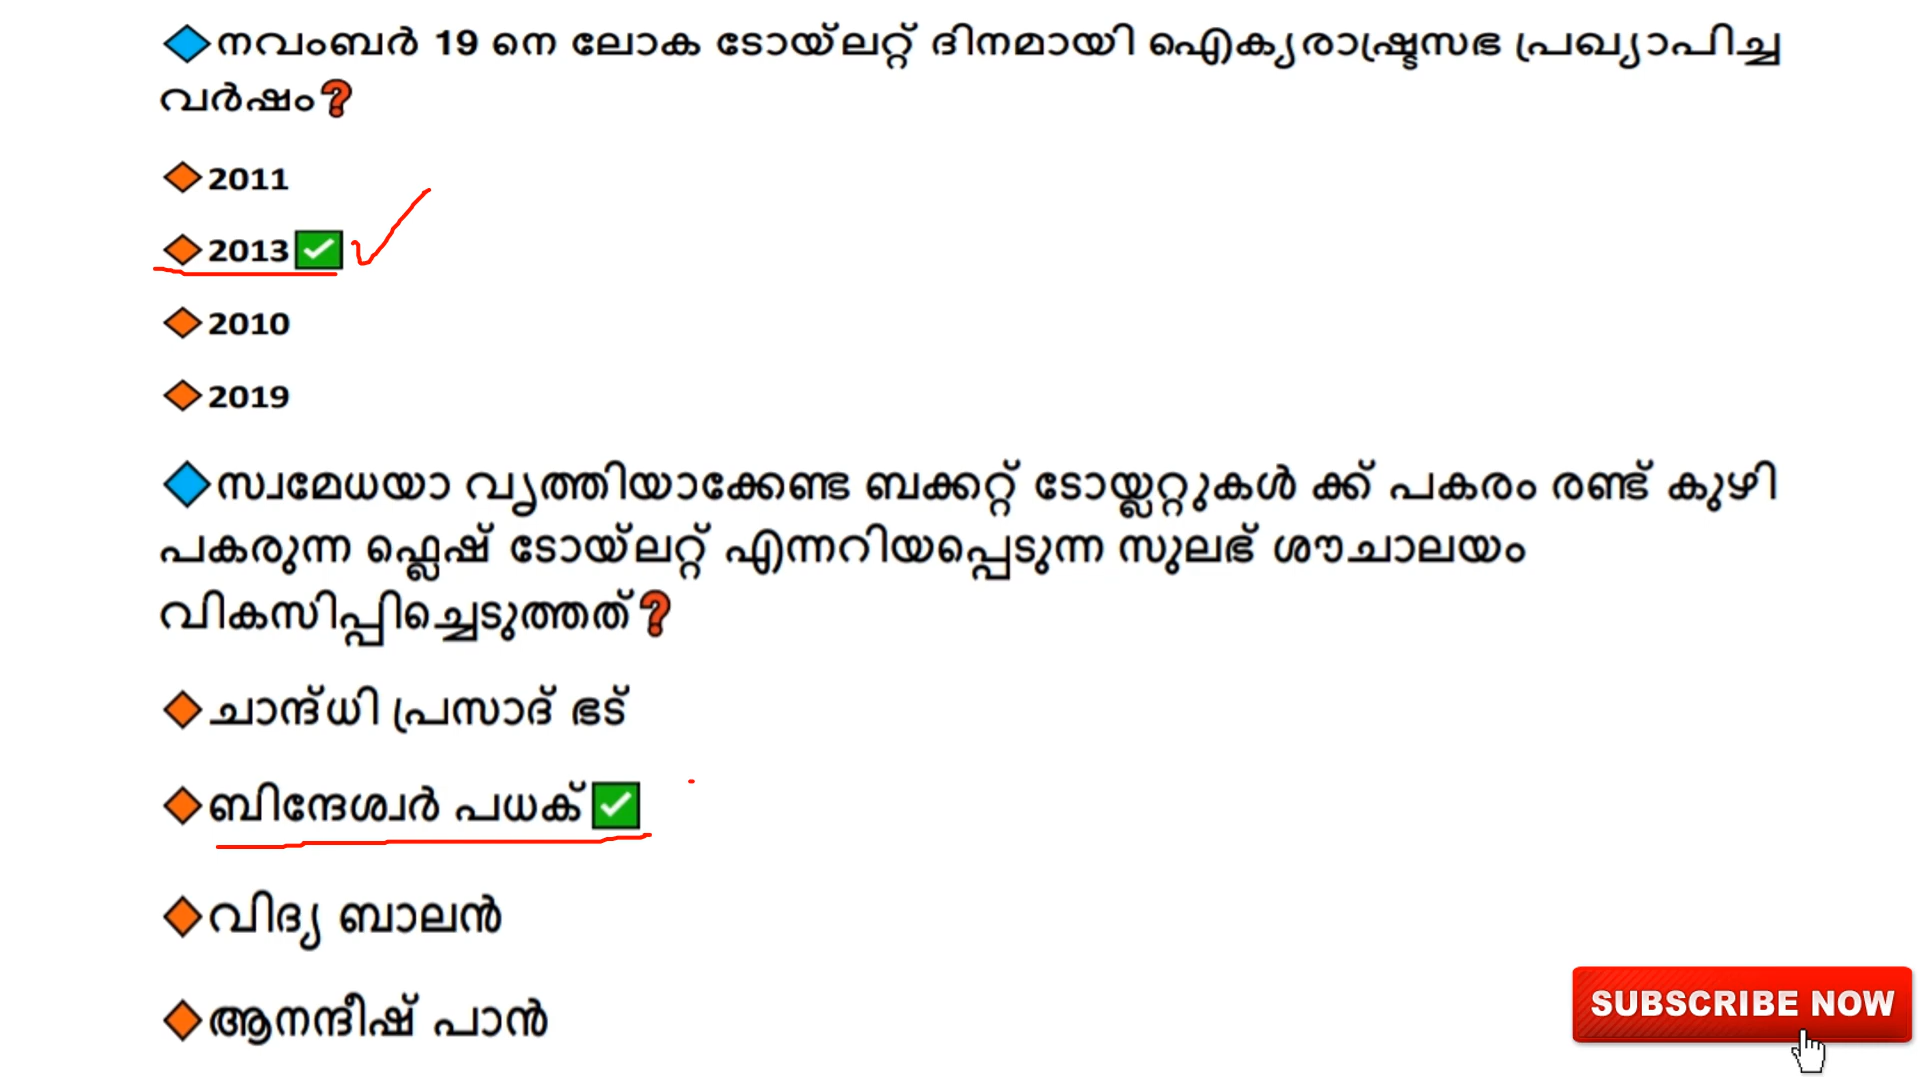 നവംബർ 19 നെ ലോക ടോയ്‌ലറ്റ് ദിനമായി ഐക്യരാഷ്ട്രസഭ പ്രഖ്യാപിച്ച
വർഷം❓
2011
2013✅
2010
2019
സ്വമേധയാ വൃത്തിയാക്കേണ്ട ബക്കറ്റ് ടോയ്ലറ്റുകൾ ക്ക് പകരം രണ്ട് കുഴി
പകരുന്ന ഫ്ലെഷ് ടോയ്‌ലറ്റ് എന്നറിയപ്പെടുന്ന സുലഭ് ശൗചാലയം
വികസിപ്പിച്ചെടുത്തത്❓
ചാന്ദ്ധി പ്രസാദ് ഭട്
ബിന്ദേശ്വർ പധക്✅
വിദ്യ ബാലൻ
ആനന്ദീഷ് പാൻ
SUBSCRIBE NOW